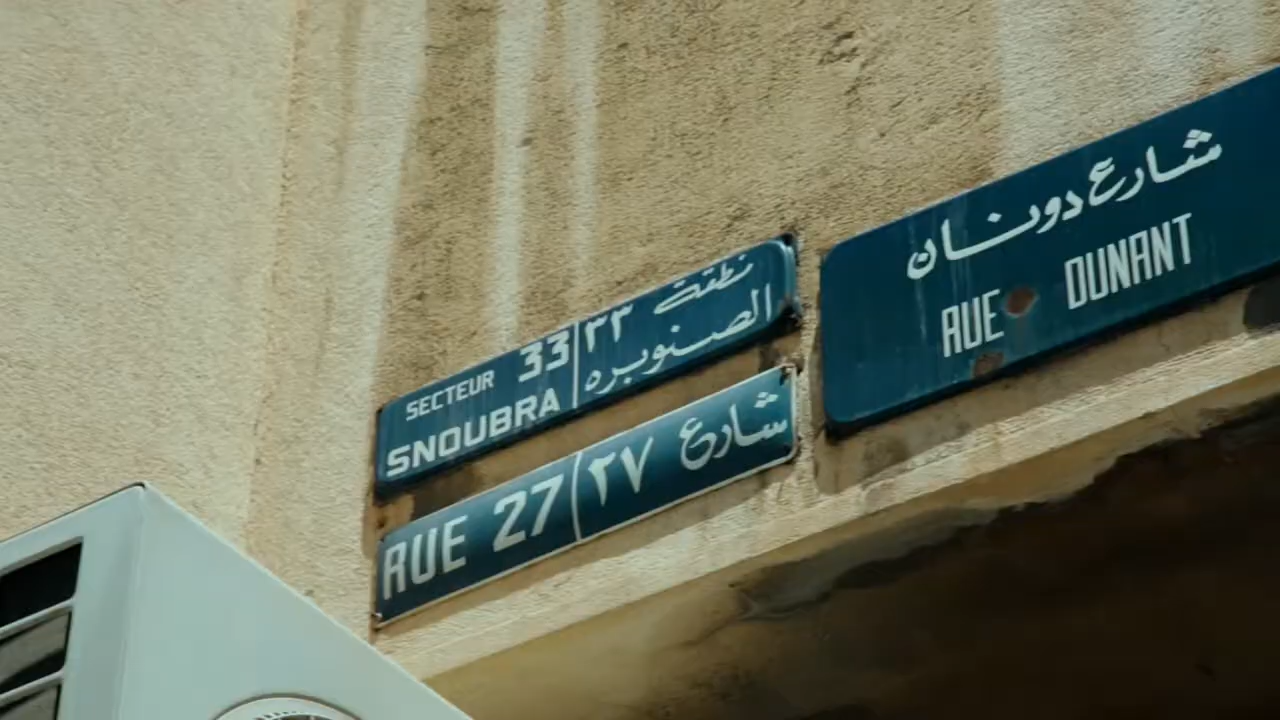 SECTEUR 33
SNOUBRA
منطقة ٣٣
الصنوبره
RUE 27
شارع ٢٧
شارع دونان
RUE DUNANT